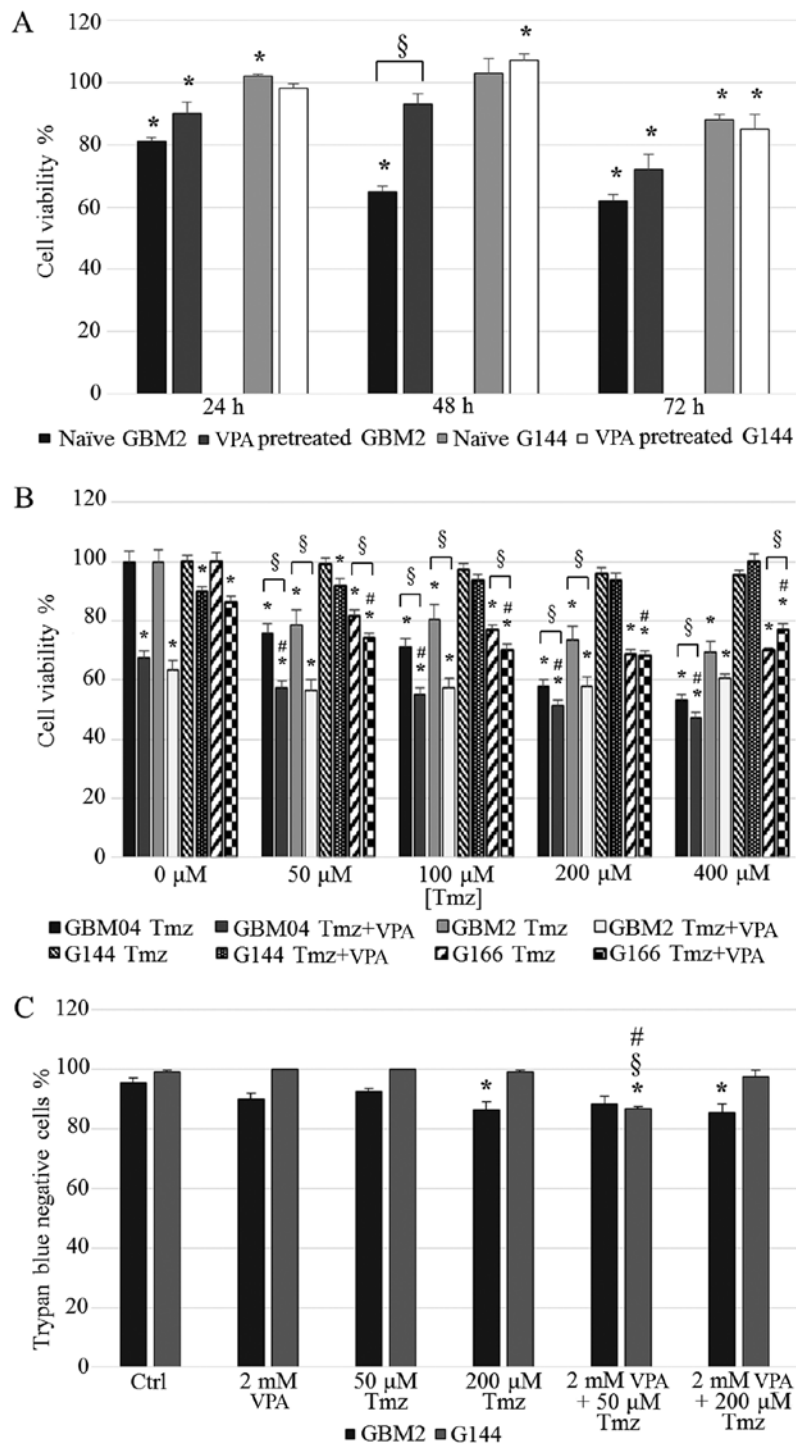 A
120
100
80
60
40
20
0
Cell viability %
*
*
*
§
*
*
*
*
*
*
24 h
48 h
72 h
Naïve GBM2
VPA pretreated GBM2
Naïve G144
VPA pretreated G144
B
120
100
80
60
40
20
0
Cell viability %
*
*
*
*
§
§
§
*
#
*
*
*
*
*
#
*
§
§
§
*
#
*
*
*
*
#
*
§
§
*
#
*
*
*
*
#
*
§
§
*
#
*
*
*
*
#
*
0 µM
50 µM
100 µM
200 µM
400 µM
[Tmz]
GBM04 Tmz
GBM04 Tmz+VPA
GBM2 Tmz
GBM2 Tmz+VPA
G144 Tmz
G144 Tmz+VPA
G166 Tmz
G166 Tmz+VPA
C
120
100
80
60
40
20
0
Trypan blue negative cells %
*
#
§
*
*
Ctrl
2 mM
VPA
50 µM
Tmz
200 µM
Tmz
2 mM VPA
+ 50 µM
Tmz
2 mM VPA
+ 200 µM
Tmz
GBM2
G144